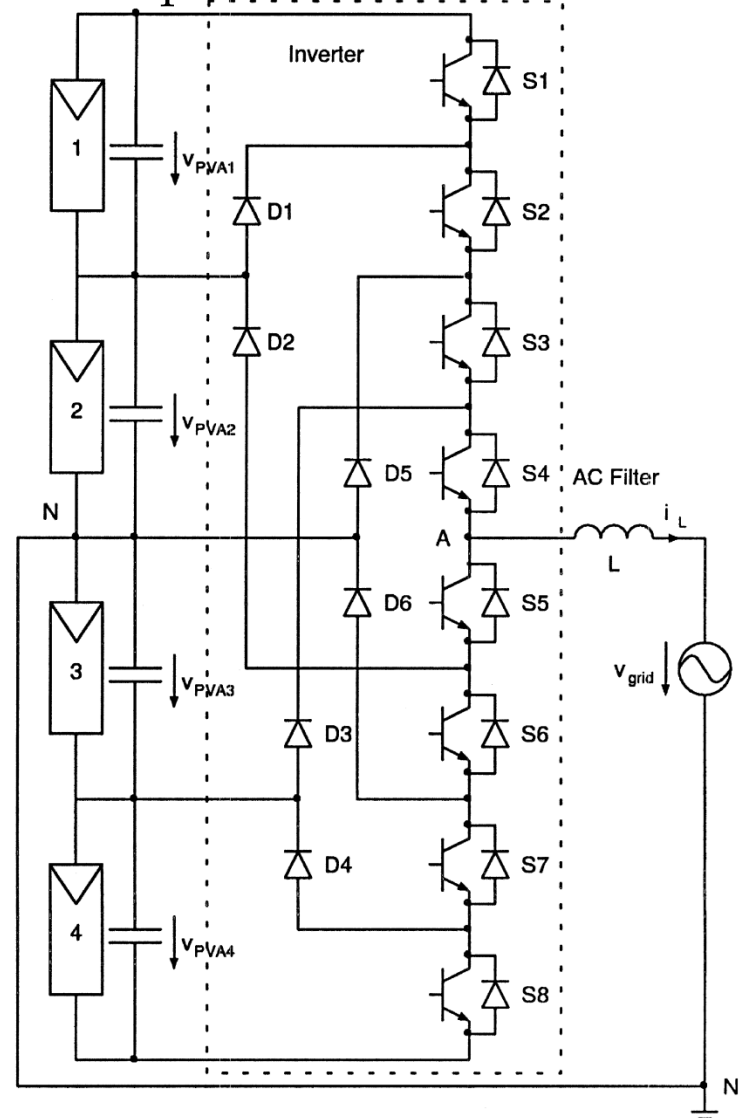 Inverter
S1
1
vPVA1
D1
S2
D2
S3
2
vPVA2
D5
S4
AC Filter
N
A
iL
L
D6
S5
3
vPVA3
vgrid
D3
S6
D4
S7
4
vPVA4
S8
N